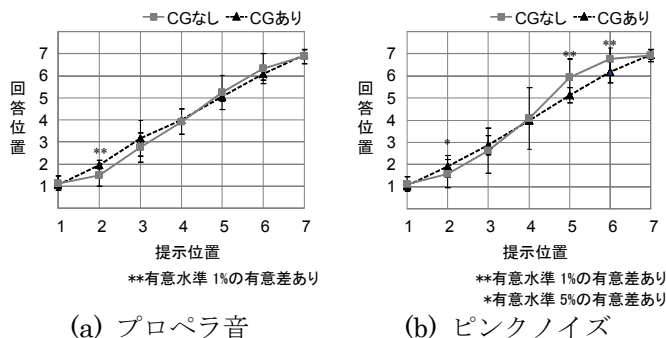 CGなし CGあり
回答位置
7
6
5
4
3
2
1
**
1 2 3 4 5 6 7
提示位置
**有意水準 1%の有意差あり
(a) プロペラ音
CGなし CGあり
回答位置
7
6
5
4
3
2
1
*
**
**
1 2 3 4 5 6 7
提示位置
**有意水準 1%の有意差あり
*有意水準 5%の有意差あり
(b) ピンクノイズ